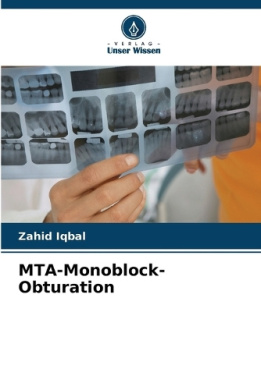 - VERLAG -
Unser Wissen
Zahid Iqbal
MTA-Monoblock-
Obturation